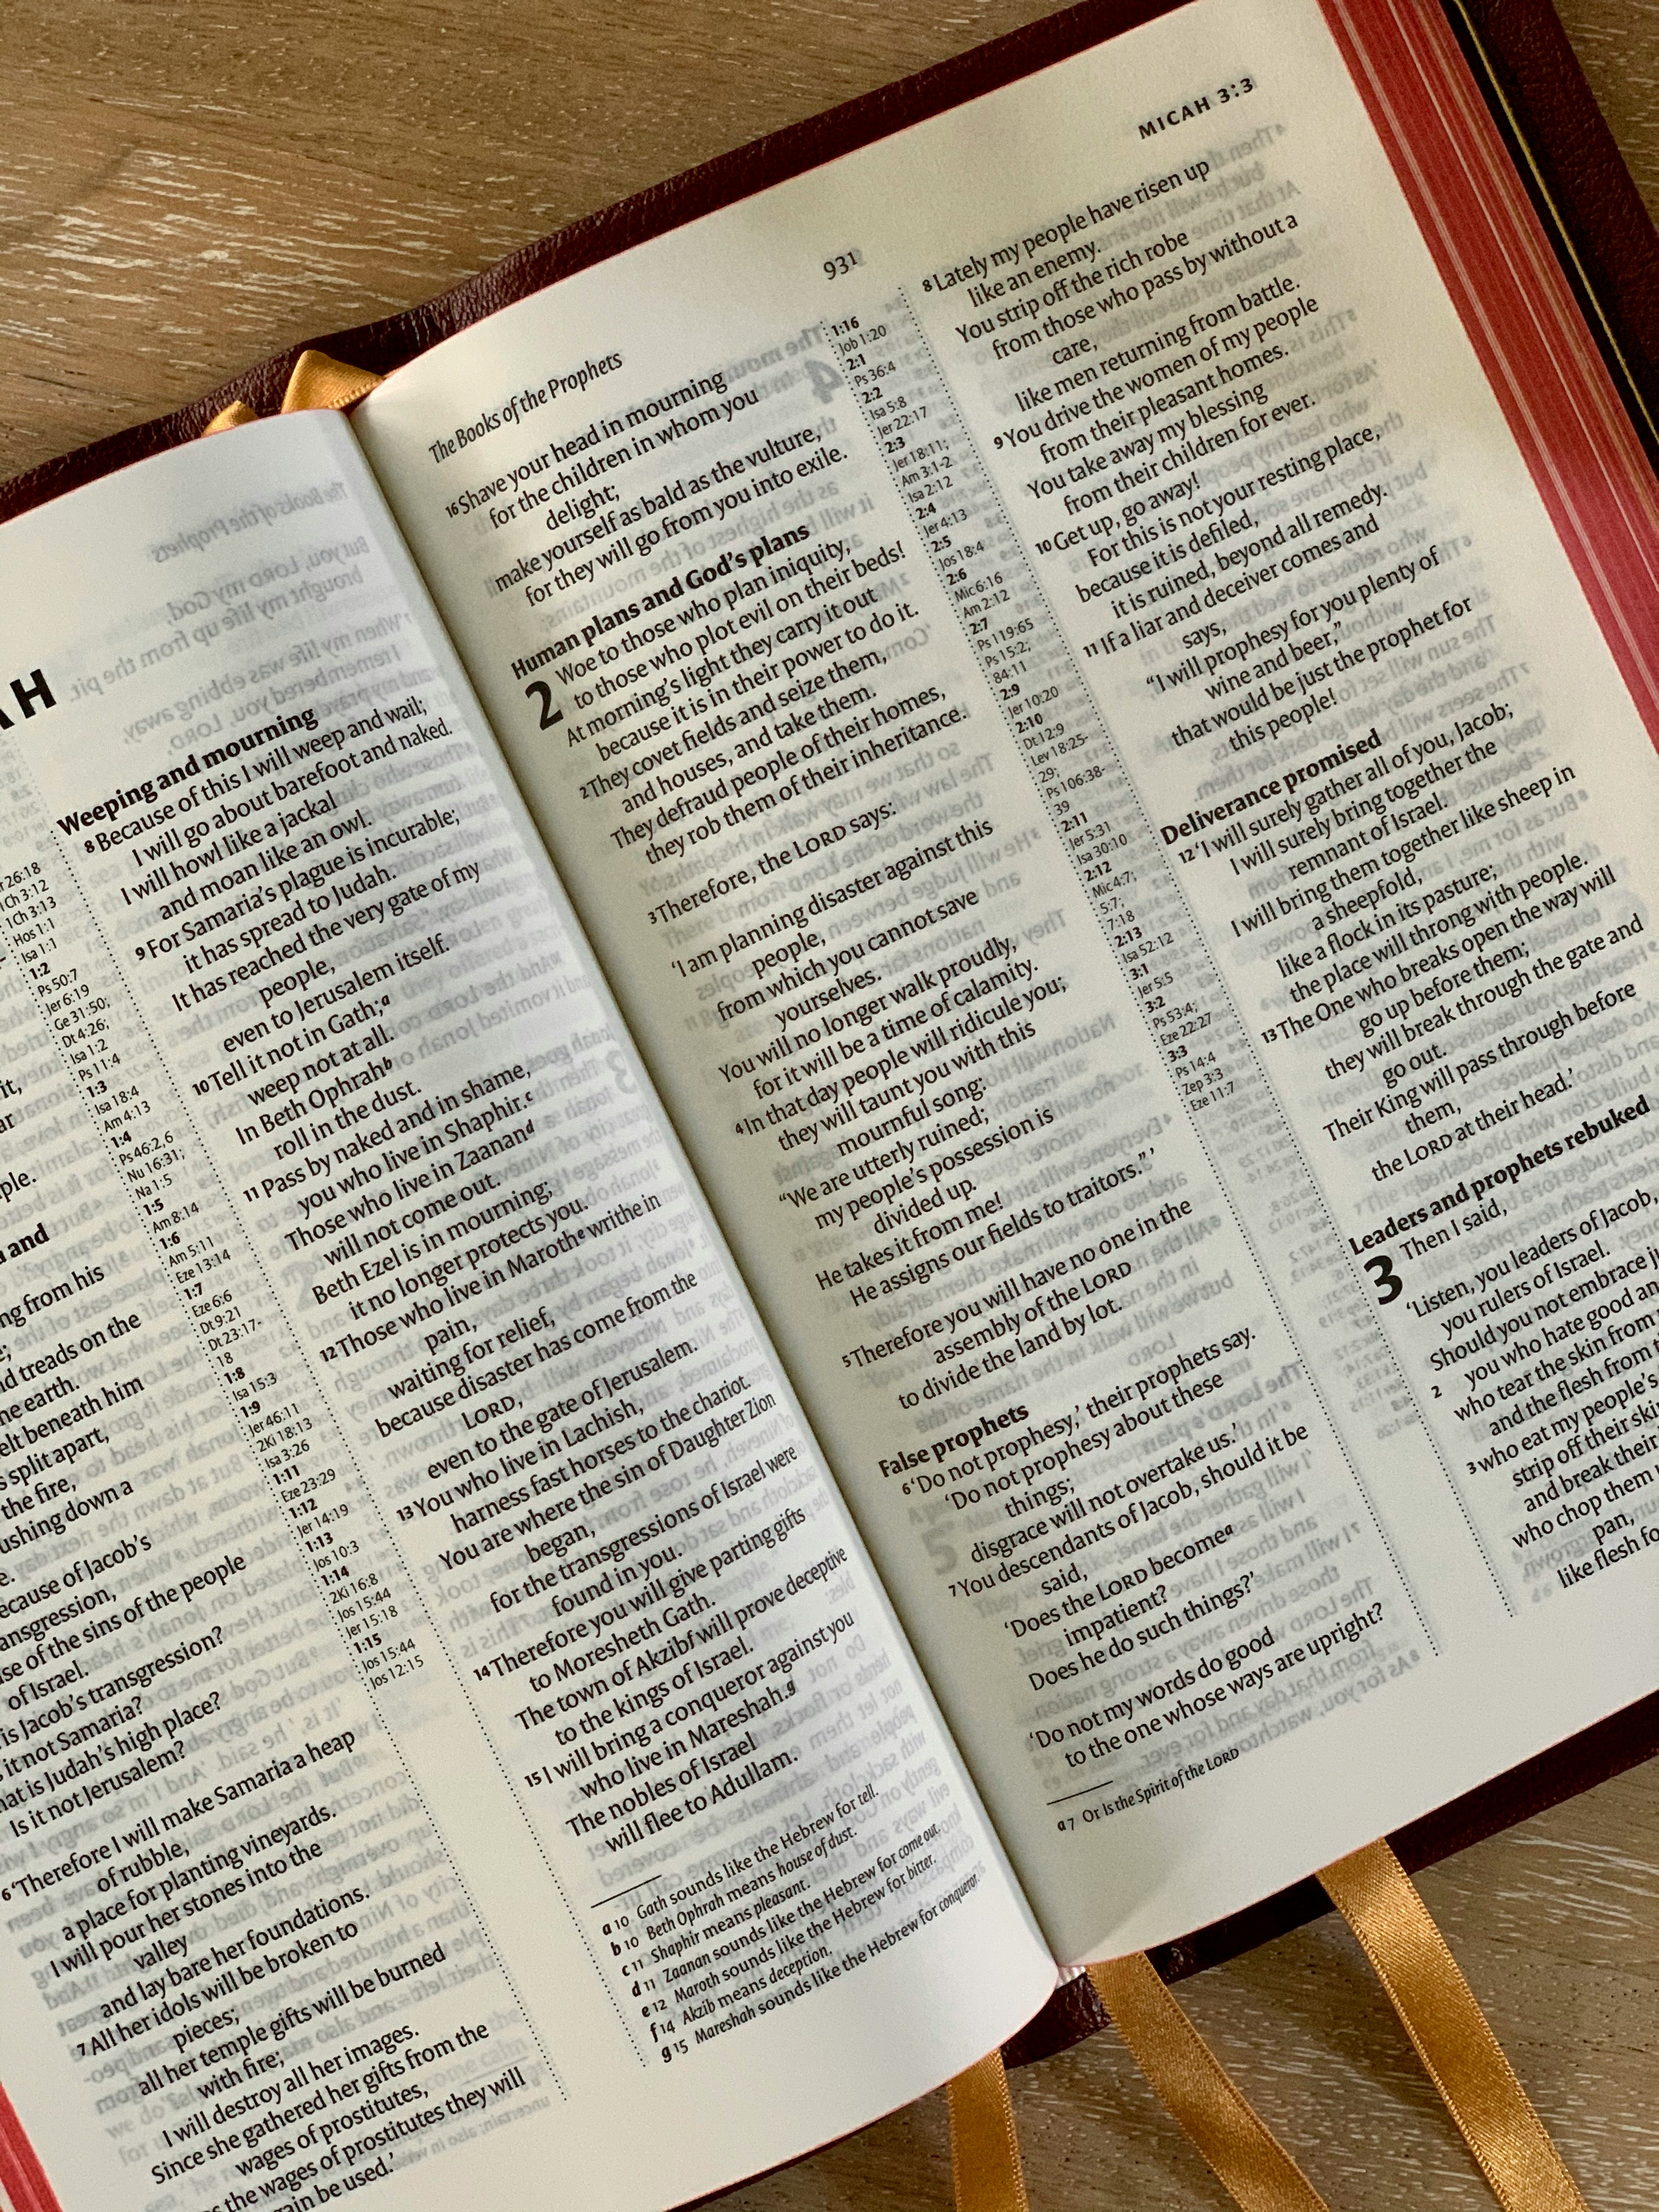 AH
it,
ar
ple.
and
ng from his
e;
nd treads on the
he earth.
elt beneath him
s split apart,
the fire,
ushing down a
e.
ecause of Jacob's
ansgression,
se of the sins of the people
of Israel.
is Jacob's transgression?
s it not Samaria?
hat is Judah's high place?
Is it not Jerusalem?
6 'Therefore I will make Samaria a heap
of rubble,
a place for planting vineyards.
I will pour her stones into the
valley
and lay bare her foundations.
7 All her idols will be broken to
pieces;
all her temple gifts will be burned
with fire;
I will destroy all her images.
Since she gathered her gifts from the
wages of prostitutes,
as the wages of prostitutes they will
gain be used.'
r 26:18
1Ch 3:12
1Ch 3:13
Hos 1:1
Isa 1:1
1:2
Ps 50:7
Jer 6:19
Ge 31:50;
Dt 4:26;
Isa 1:2
Ps 11:4
1:3
Isa 18:4
Am 4:13
1:4
Ps 46:2,6
Nu 16:31;
Na 1:5
1:5
Am 8:14
1:6
Am 5:11
Eze 13:14
1:7
Eze 6:6
Dt 9:21
Dt 23:17-
18
1:8
Isa 15:3
1:9
Jer 46:11
2Ki 18:13
Isa 3:26
1:11
Eze 23:29
1:12
Jer 14:19
1:13
Jos 10:3
1:14
2Ki 16:8
Jos 15:44
Jer 15:18
1:15
Jos 15:44
Jos 12:15
Weeping and mourning
8 Because of this I will weep and wail;
I will go about barefoot and naked.
I will howl like a jackal
and moan like an owl.
9 For Samaria's plague is incurable;
it has spread to Judah.
It has reached the very gate of my
people,
even to Jerusalem itself.
10 Tell it not in Gath;a
weep not at all.
In Beth Ophrahb
roll in the dust.
11 Pass by naked and in shame,
you who live in Shaphir.c
Those who live in Zaanand
will not come out.
Beth Ezel is in mourning;
it no longer protects you.
12 Those who live in Marothe writhe in
pain,
waiting for relief,
because disaster has come from the
LORD,
even to the gate of Jerusalem.
13 You who live in Lachish,
harness fast horses to the chariot.
You are where the sin of Daughter Zion
began,
for the transgressions of Israel were
found in you.
14 Therefore you will give parting gifts
to Moresheth Gath.
The town of Akzibf will prove deceptive
to the kings of Israel.
15 I will bring a conqueror against you
who live in Mareshah.g
The nobles of Israel
will flee to Adullam.
a 10 Gath sounds like the Hebrew for tell.
b 10 Beth Ophrah means house of dust.
c 11 Shaphir means pleasant.
d 11 Zaanan sounds like the Hebrew for come out.
e 12 Maroth sounds like the Hebrew for bitter.
f 14 Akzib means deception.
g 15 Mareshah sounds like the Hebrew for conqueror.
The Books of the Prophets
931
MICAH 3:3
16 Shave your head in mourning
for the children in whom you
delight;
make yourself as bald as the vulture,
for they will go from you into exile.
Human plans and God's plans
2 Woe to those who plan iniquity,
to those who plot evil on their beds!
At morning's light they carry it out
because it is in their power to do it.
2 They covet fields and seize them,
and houses, and take them.
They defraud people of their homes,
they rob them of their inheritance.
3 Therefore, the LORD says:
'I am planning disaster against this
people,
from which you cannot save
yourselves.
You will no longer walk proudly,
for it will be a time of calamity.
4 In that day people will ridicule you;
they will taunt you with this
mournful song:
"We are utterly ruined;
my people's possession is
divided up.
He takes it from me!
He assigns our fields to traitors." '
5 Therefore you will have no one in the
assembly of the LORD
to divide the land by lot.
False prophets
6 'Do not prophesy,' their prophets say.
'Do not prophesy about these
things;
disgrace will not overtake us.'
7 You descendants of Jacob, should it be
said,
'Does the LORD becomea
impatient?
Does he do such things?'
'Do not my words do good
to the one whose ways are upright?
a 7 Or Is the Spirit of the LORD
1:16
Job 1:20
2:1
Ps 36:4
2:2
Isa 5:8
Jer 22:17
2:3
Jer 18:11;
Am 3:1-2
Isa 2:12
2:4
Jer 4:13
2:5
Jos 18:4
2:6
Mic 6:16
Am 2:12
2:7
Ps 119:65
Ps 15:2;
84:11
2:9
Jer 10:20
2:10
Dt 12:9
Lev 18:25-
29;
Ps 106:38-
39
2:11
Jer 5:31
Isa 30:10
2:12
Mic 4:7;
5:7;
7:18
2:13
Isa 52:12
3:1
Jer 5:5
3:2
Ps 53:4;
Eze 22:27
3:3
Ps 14:4
Zep 3:3
Eze 11:7
8 Lately my people have risen up
like an enemy.
You strip off the rich robe
from those who pass by without a
care,
like men returning from battle.
9 You drive the women of my people
from their pleasant homes.
You take away my blessing
from their children for ever.
10 Get up, go away!
For this is not your resting place,
because it is defiled,
it is ruined, beyond all remedy.
11 If a liar and deceiver comes and
says,
"I will prophesy for you plenty of
wine and beer,"
that would be just the prophet for
this people!
Deliverance promised
12 'I will surely gather all of you, Jacob;
I will surely bring together the
remnant of Israel.
I will bring them together like sheep in
a sheepfold,
like a flock in its pasture;
the place will throng with people.
13 The One who breaks open the way will
go up before them;
they will break through the gate and
go out.
Their King will pass through before
them,
the LORD at their head.'
Leaders and prophets rebuked
3 Then I said,
'Listen, you leaders of Jacob,
you rulers of Israel.
Should you not embrace ju
2 you who hate good an
who tear the skin from
and the flesh from t
3 who eat my people's
strip off their ski
and break their
who chop them
pan,
like flesh fo